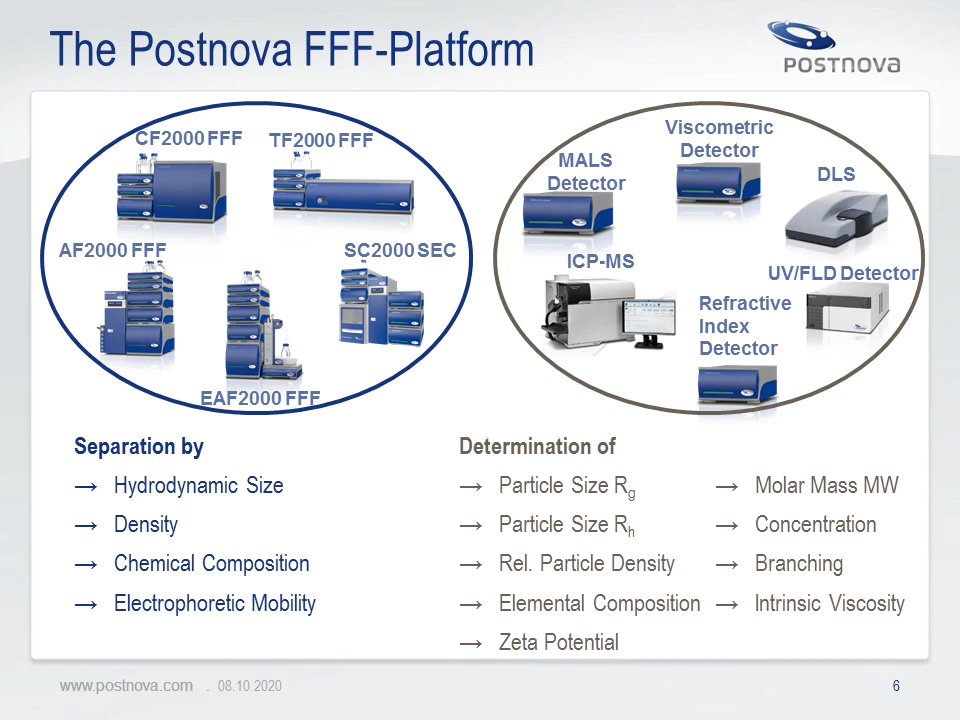 The Postnova FFF-Platform
POSTNOVA
CF2000 FFF
TF2000 FFF
AF2000 FFF
SC2000 SEC
EAF2000 FFF
Viscometric
Detector
MALS
Detector
DLS
ICP-MS
UV/FLD Detector
Refractive
Index
Detector
Separation by
→ Hydrodynamic Size
→ Density
→ Chemical Composition
→ Electrophoretic Mobility
Determination of
→ Particle Size Rg
→ Particle Size Rh
→ Rel. Particle Density
→ Elemental Composition
→ Zeta Potential
→ Molar Mass MW
→ Concentration
→ Branching
→ Intrinsic Viscosity
www.postnova.com . 08.10.2020
6